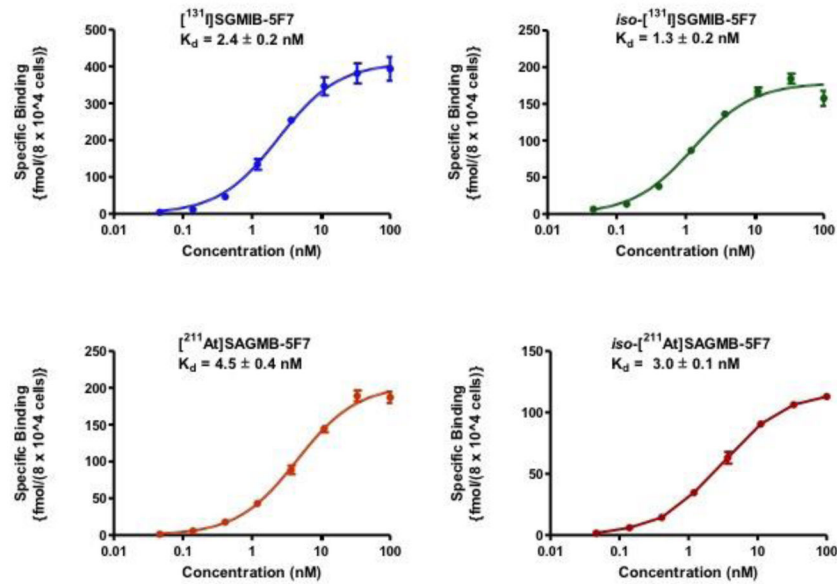 [¹³¹I]SGMIB-5F7
K_d = 2.4 ± 0.2 nM
500
400
300
200
100
0
Specific Binding
{fmol/(8 x 10^4 cells)}
0.01 0.1 1 10 100
Concentration (nM)
iso-[¹³¹I]SGMIB-5F7
K_d = 1.3 ± 0.2 nM
250
200
150
100
50
0
Specific Binding
{fmol/(8 x 10^4 cells)}
0.01 0.1 1 10 100
Concentration (nM)
[²¹¹At]SAGMB-5F7
K_d = 4.5 ± 0.4 nM
250
200
150
100
50
0
Specific Binding
{fmol/(8 x 10^4 cells)}
0.01 0.1 1 10 100
Concentration (nM)
iso-[²¹¹At]SAGMB-5F7
K_d = 3.0 ± 0.1 nM
150
100
50
0
Specific Binding
{fmol/(8 x 10^4 cells)}
0.01 0.1 1 10 100
Concentration (nM)